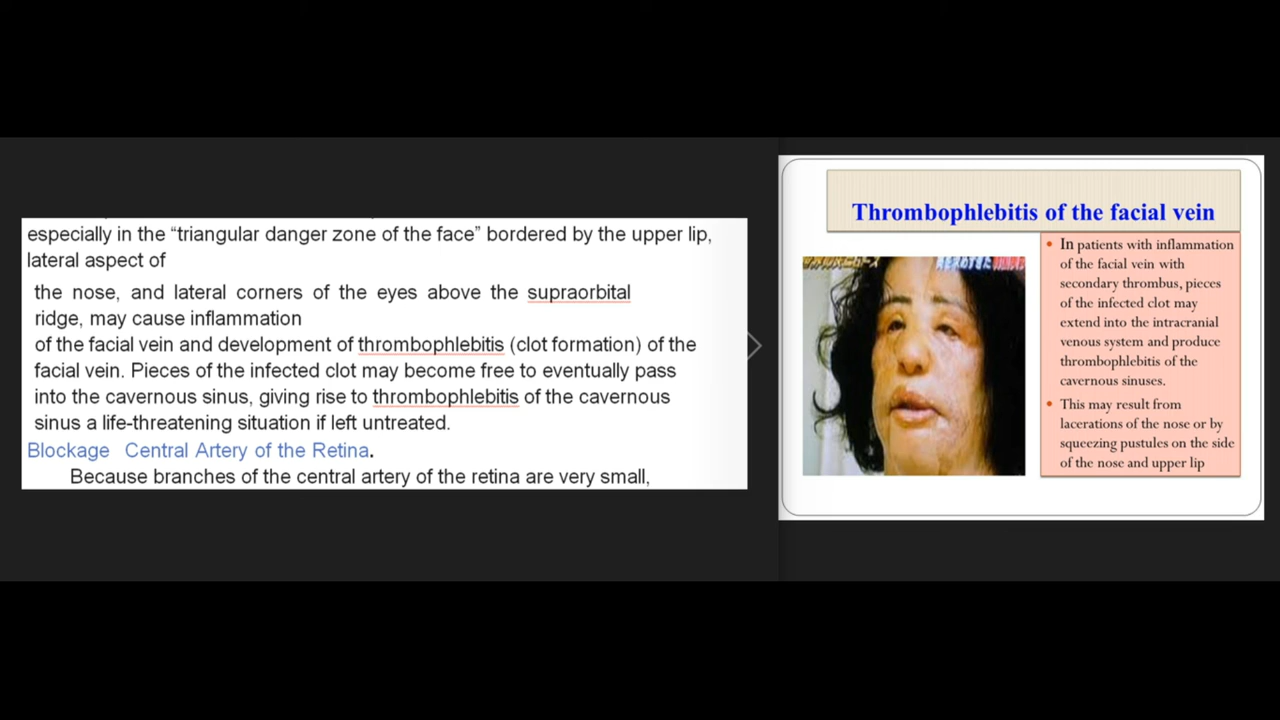 especially in the “triangular danger zone of the face” bordered by the upper lip,
lateral aspect of
the nose, and lateral corners of the eyes above the supraorbital
ridge, may cause inflammation
of the facial vein and development of thrombophlebitis (clot formation) of the
facial vein. Pieces of the infected clot may become free to eventually pass
into the cavernous sinus, giving rise to thrombophlebitis of the cavernous
sinus a life-threatening situation if left untreated.
Blockage Central Artery of the Retina.
Because branches of the central artery of the retina are very small,
Thrombophlebitis of the facial vein
• In patients with inflammation
of the facial vein with
secondary thrombus, pieces
of the infected clot may
extend into the intracranial
venous system and produce
thrombophlebitis of the
cavernous sinuses.
• This may result from
lacerations of the nose or by
squeezing pustules on the side
of the nose and upper lip